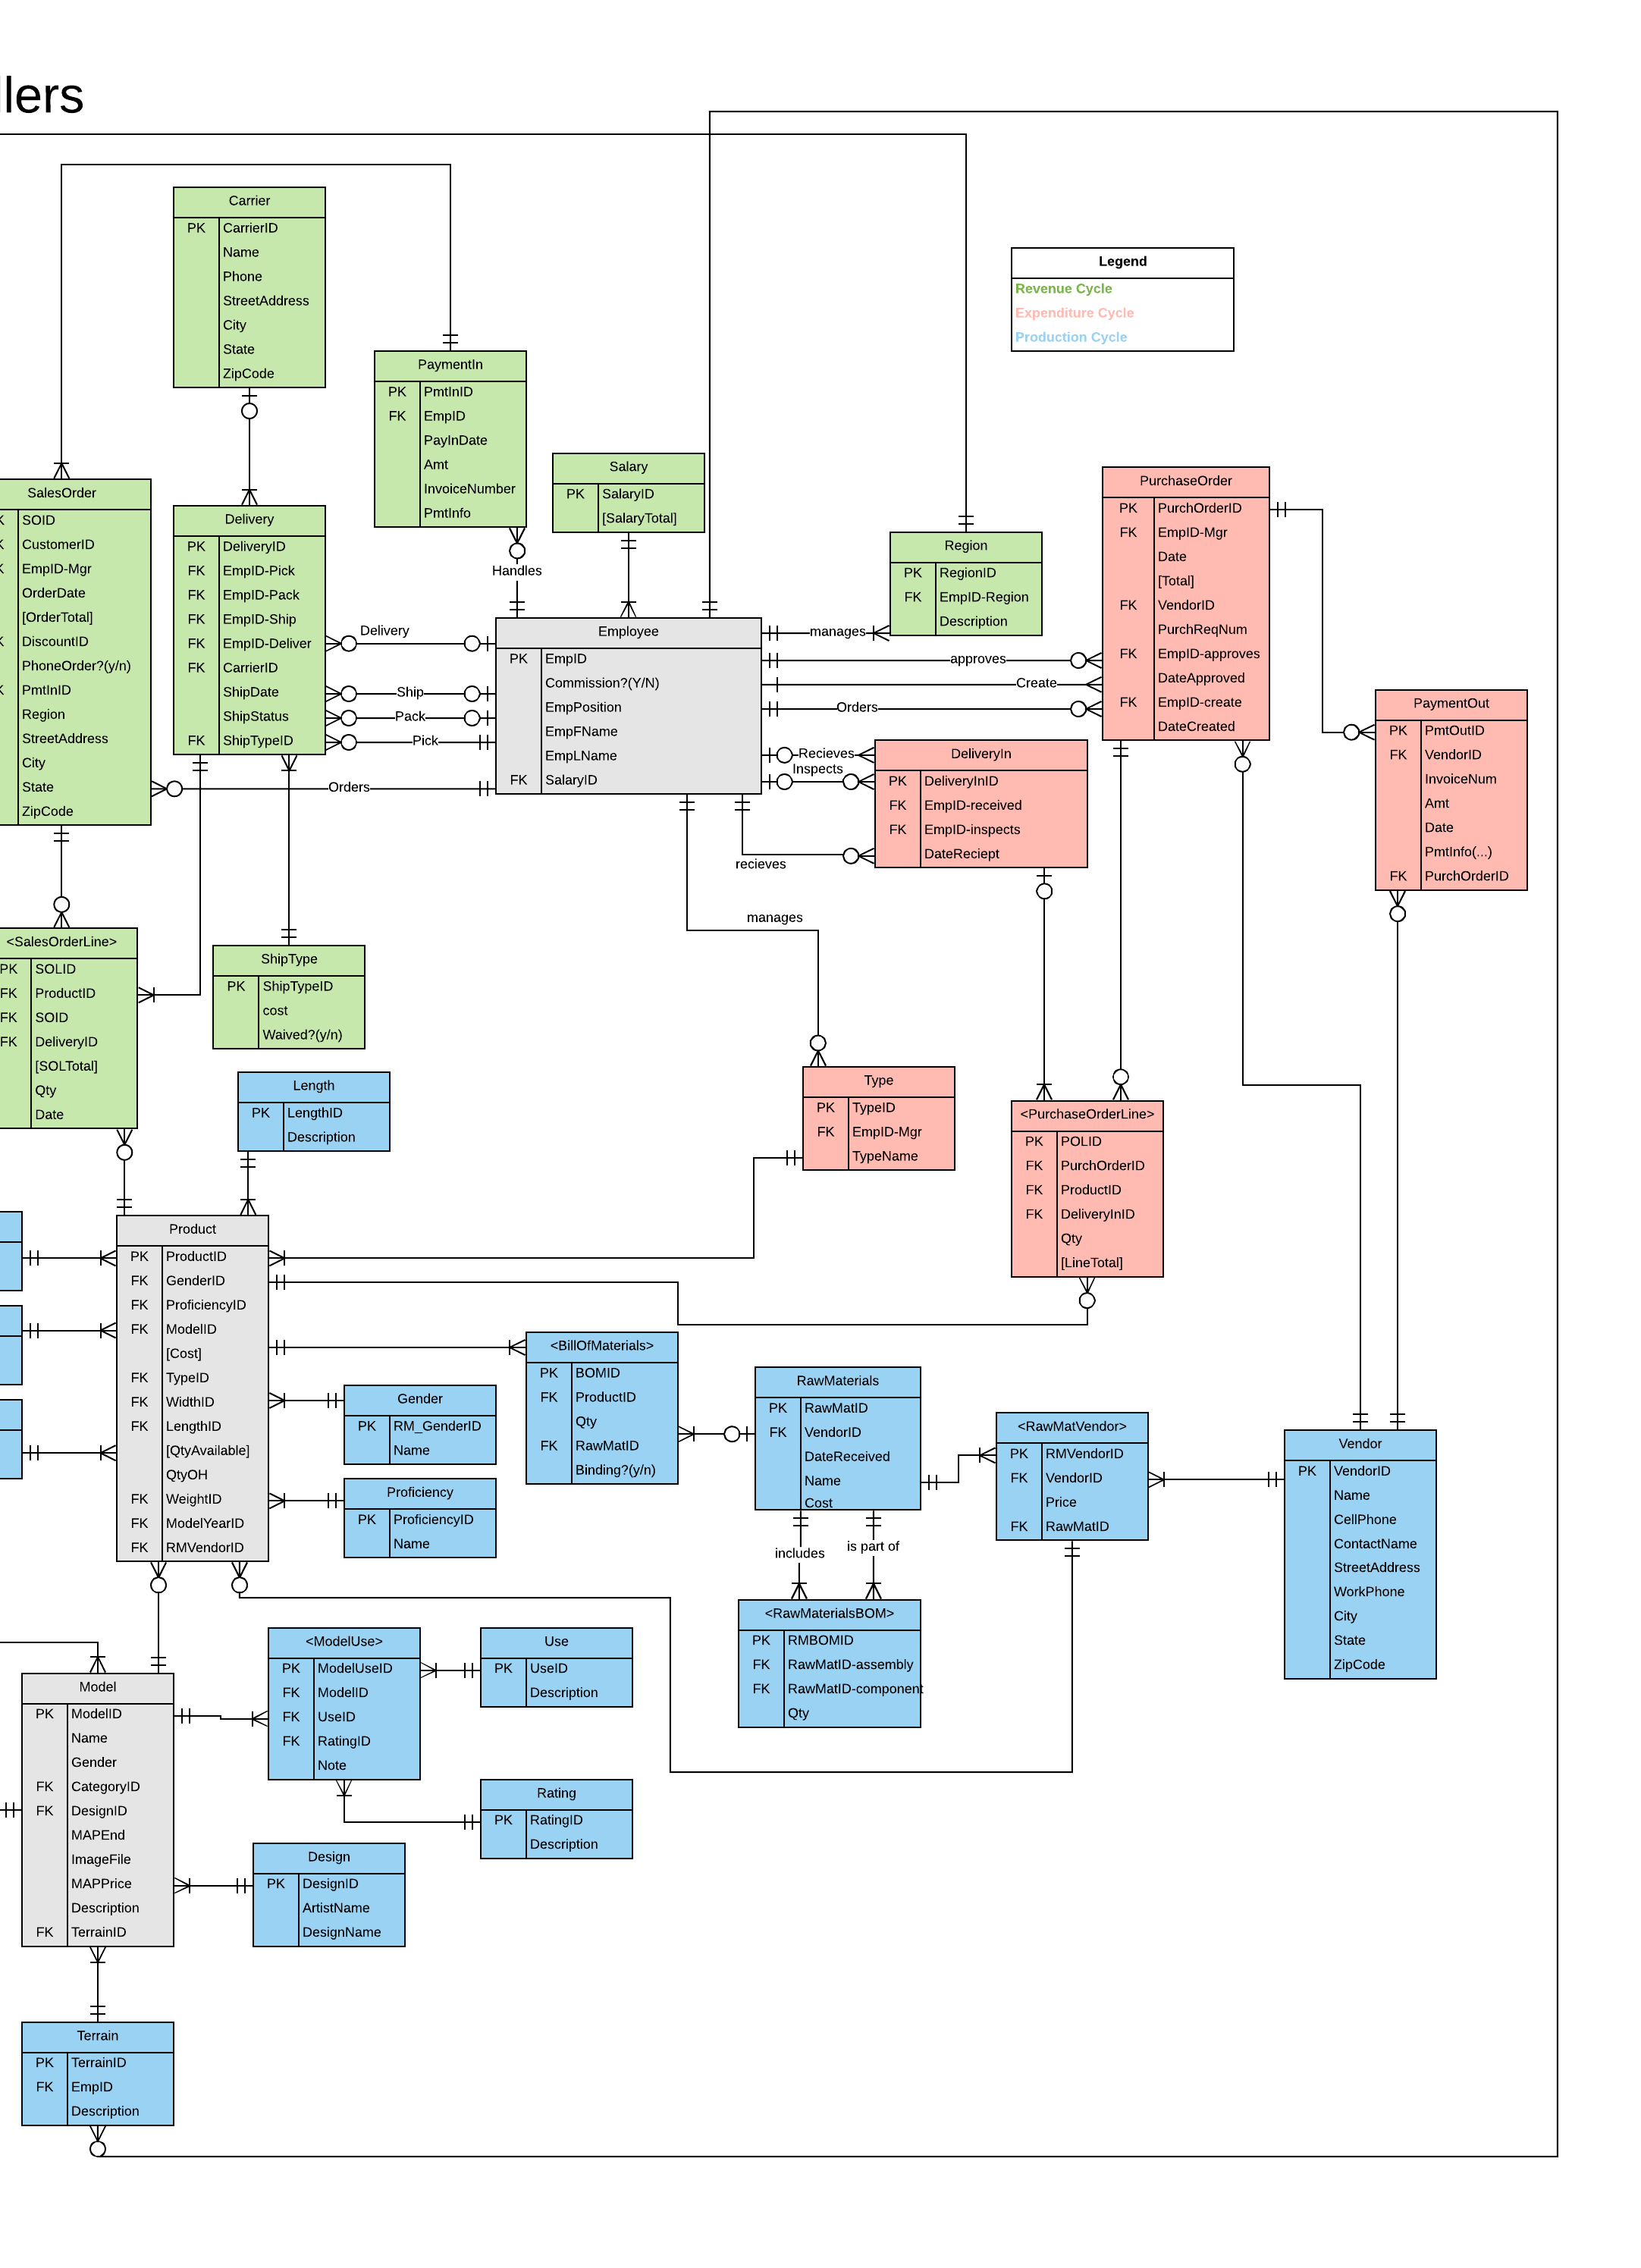 llers
Carrier
PK CarrierID
Name
Phone
StreetAddress
City
State
ZipCode
Legend
Revenue Cycle
Expenditure Cycle
Production Cycle
PaymentIn
PK PmtInID
FK EmpID
PayInDate
Amt
InvoiceNumber
PmtInfo
Handles
Salary
PK SalaryID
[SalaryTotal]
SalesOrder
K SOID
K CustomerID
K EmpID-Mgr
OrderDate
[OrderTotal]
K DiscountID
PhoneOrder?(y/n)
K PmtInID
Region
StreetAddress
City
State
ZipCode
Delivery
PK DeliveryID
FK EmpID-Pick
FK EmpID-Pack
FK EmpID-Ship
FK EmpID-Deliver
FK CarrierID
ShipDate
ShipStatus
FK ShipTypeID
Delivery
Ship
Pack
Pick
Orders
Employee
PK EmpID
Commission?(Y/N)
EmpPosition
EmpFName
EmpLName
FK SalaryID
Region
PK RegionID
FK EmpID-Region
Description
manages
approves
Create
Orders
Recieves
Inspects
recieves
manages
PurchaseOrder
PK PurchOrderID
FK EmpID-Mgr
Date
[Total]
FK VendorID
PurchReqNum
FK EmpID-approves
DateApproved
FK EmpID-create
DateCreated
PaymentOut
PK PmtOutID
FK VendorID
InvoiceNum
Amt
Date
PmtInfo(...)
FK PurchOrderID
DeliveryIn
PK DeliveryInID
FK EmpID-received
FK EmpID-inspects
DateReciept
<SalesOrderLine>
PK SOLID
FK ProductID
FK SOID
FK DeliveryID
[SOLTotal]
Qty
Date
ShipType
PK ShipTypeID
cost
Waived?(y/n)
Length
PK LengthID
Description
Type
PK TypeID
FK EmpID-Mgr
TypeName
<PurchaseOrderLine>
PK POLID
FK PurchOrderID
FK ProductID
FK DeliveryInID
Qty
[LineTotal]
Product
PK ProductID
FK GenderID
FK ProficiencyID
FK ModelID
[Cost]
FK TypeID
FK WidthID
FK LengthID
[QtyAvailable]
QtyOH
FK WeightID
FK ModelYearID
FK RMVendorID
Gender
PK RM_GenderID
Name
Proficiency
PK ProficiencyID
Name
<BillOfMaterials>
PK BOMID
FK ProductID
Qty
FK RawMatID
Binding?(y/n)
RawMaterials
PK RawMatID
FK VendorID
DateReceived
Name
Cost
includes
is part of
<RawMatVendor>
PK RMVendorID
FK VendorID
Price
FK RawMatID
Vendor
PK VendorID
Name
CellPhone
ContactName
StreetAddress
WorkPhone
City
State
ZipCode
<RawMaterialsBOM>
PK RMBOMID
FK RawMatID-assembly
FK RawMatID-component
Qty
<ModelUse>
PK ModelUseID
FK ModelID
FK UseID
FK RatingID
Note
Use
PK UseID
Description
Model
PK ModelID
Name
Gender
FK CategoryID
FK DesignID
MAPEnd
ImageFile
MAPPrice
Description
FK TerrainID
Rating
PK RatingID
Description
Design
PK DesignID
ArtistName
DesignName
Terrain
PK TerrainID
FK EmpID
Description